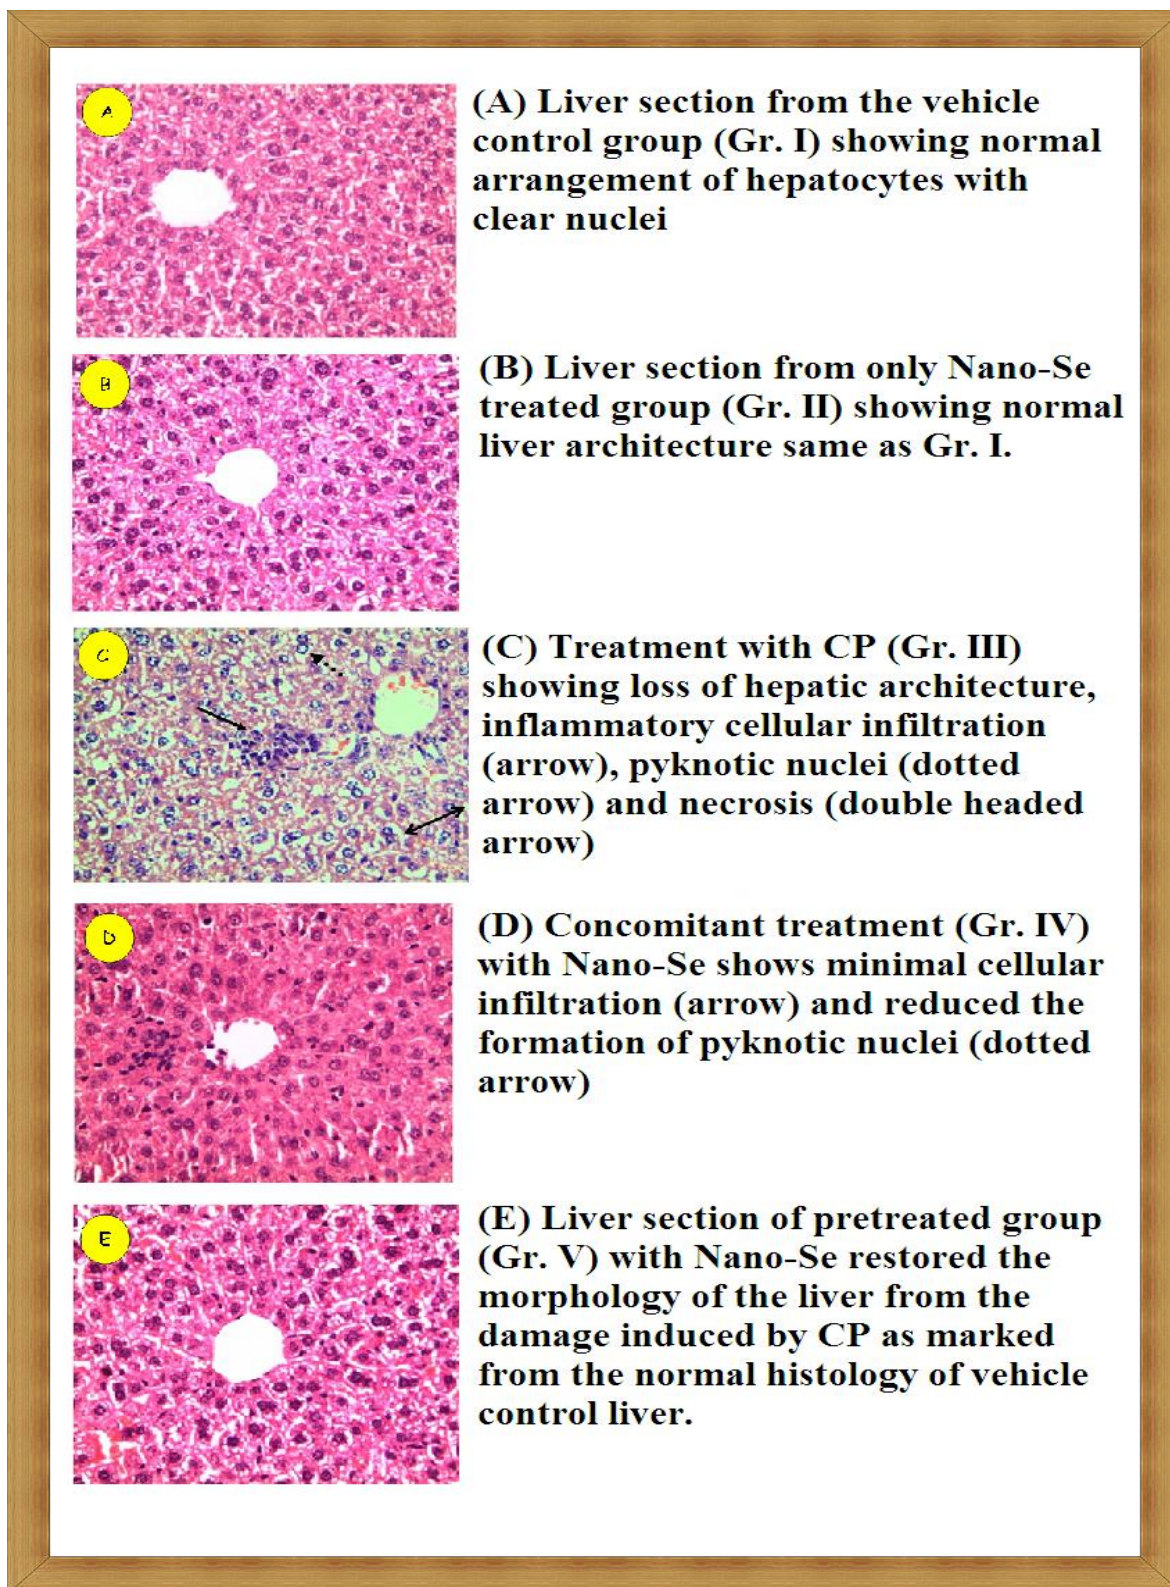 A
(A) Liver section from the vehicle
control group (Gr. I) showing normal
arrangement of hepatocytes with
clear nuclei
B
(B) Liver section from only Nano-Se
treated group (Gr. II) showing normal
liver architecture same as Gr. I.
C
(C) Treatment with CP (Gr. III)
showing loss of hepatic architecture,
inflammatory cellular infiltration
(arrow), pyknotic nuclei (dotted
arrow) and necrosis (double headed
arrow)
D
(D) Concomitant treatment (Gr. IV)
with Nano-Se shows minimal cellular
infiltration (arrow) and reduced the
formation of pyknotic nuclei (dotted
arrow)
E
(E) Liver section of pretreated group
(Gr. V) with Nano-Se restored the
morphology of the liver from the
damage induced by CP as marked
from the normal histology of vehicle
control liver.